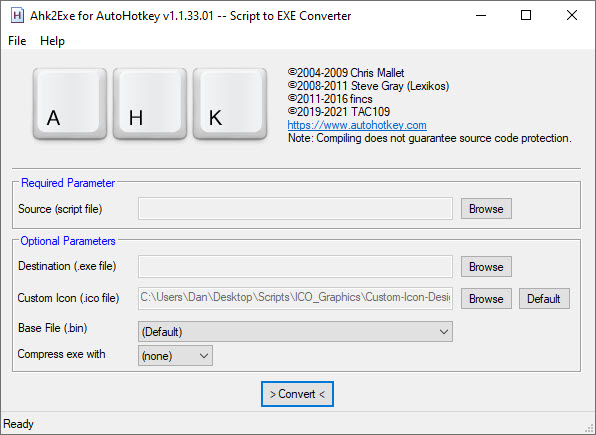 Ahk2Exe for AutoHotkey v1.1.33.01 -- Script to EXE Converter
File Help
A H K
©2004-2009 Chris Mallet
©2008-2011 Steve Gray (Lexikos)
©2011-2016 fincs
©2019-2021 TAC109
https://www.autohotkey.com
Note: Compiling does not guarantee source code protection.
Required Parameter
Source (script file) Browse
Optional Parameters
Destination (.exe file) Browse
Custom Icon (.ico file) C:\Users\Dan\Desktop\Scripts\ICO_Graphics\Custom-Icon-Desig Browse Default
Base File (.bin) (Default)
Compress exe with (none)
> Convert <
Ready